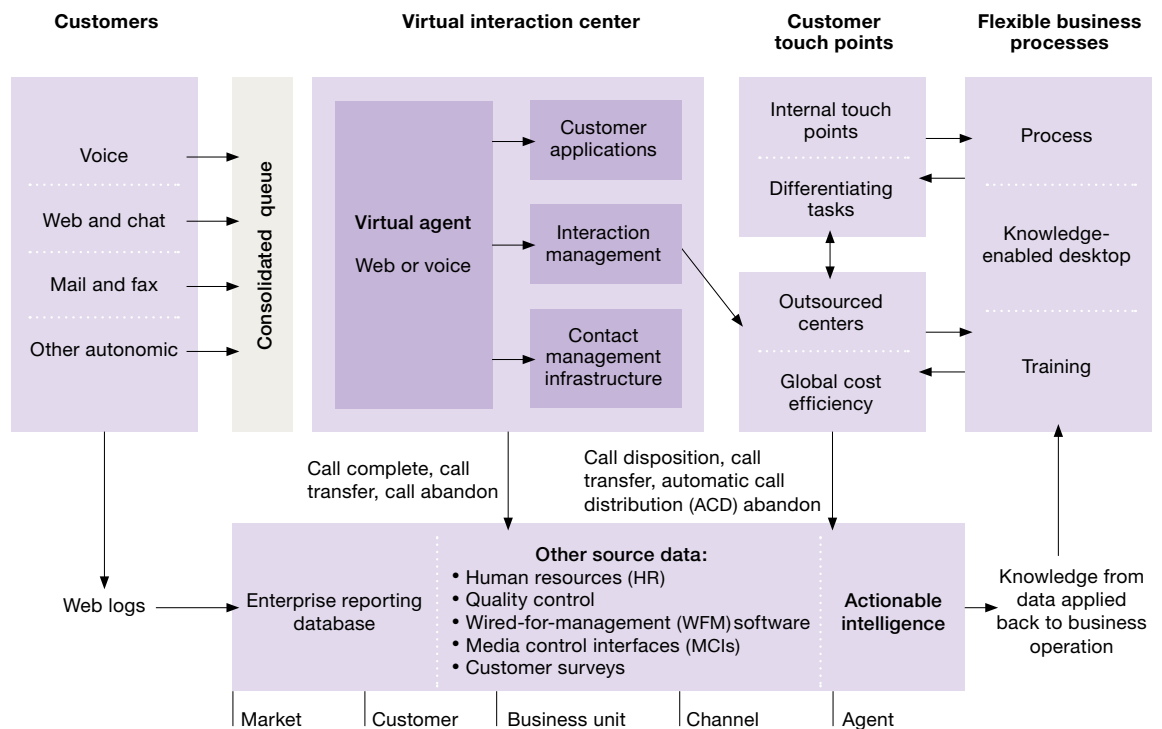 Customers
Virtual interaction center
Customer
touch points
Flexible business
processes
Voice
Web and chat
Mail and fax
Other autonomic
Consolidated queue
Virtual agent
Web or voice
Customer
applications
Interaction
management
Contact
management
infrastructure
Internal touch
points
Differentiating
tasks
Outsourced
centers
Global cost
efficiency
Process
Knowledge-
enabled desktop
Training
Call complete, call
transfer, call abandon
Call disposition, call
transfer, automatic call
distribution (ACD) abandon
Web logs
Enterprise reporting
database
Other source data:
• Human resources (HR)
• Quality control
• Wired-for-management (WFM) software
• Media control interfaces (MCIs)
• Customer surveys
Actionable
intelligence
Knowledge from
data applied
back to business
operation
Market
Customer
Business unit
Channel
Agent